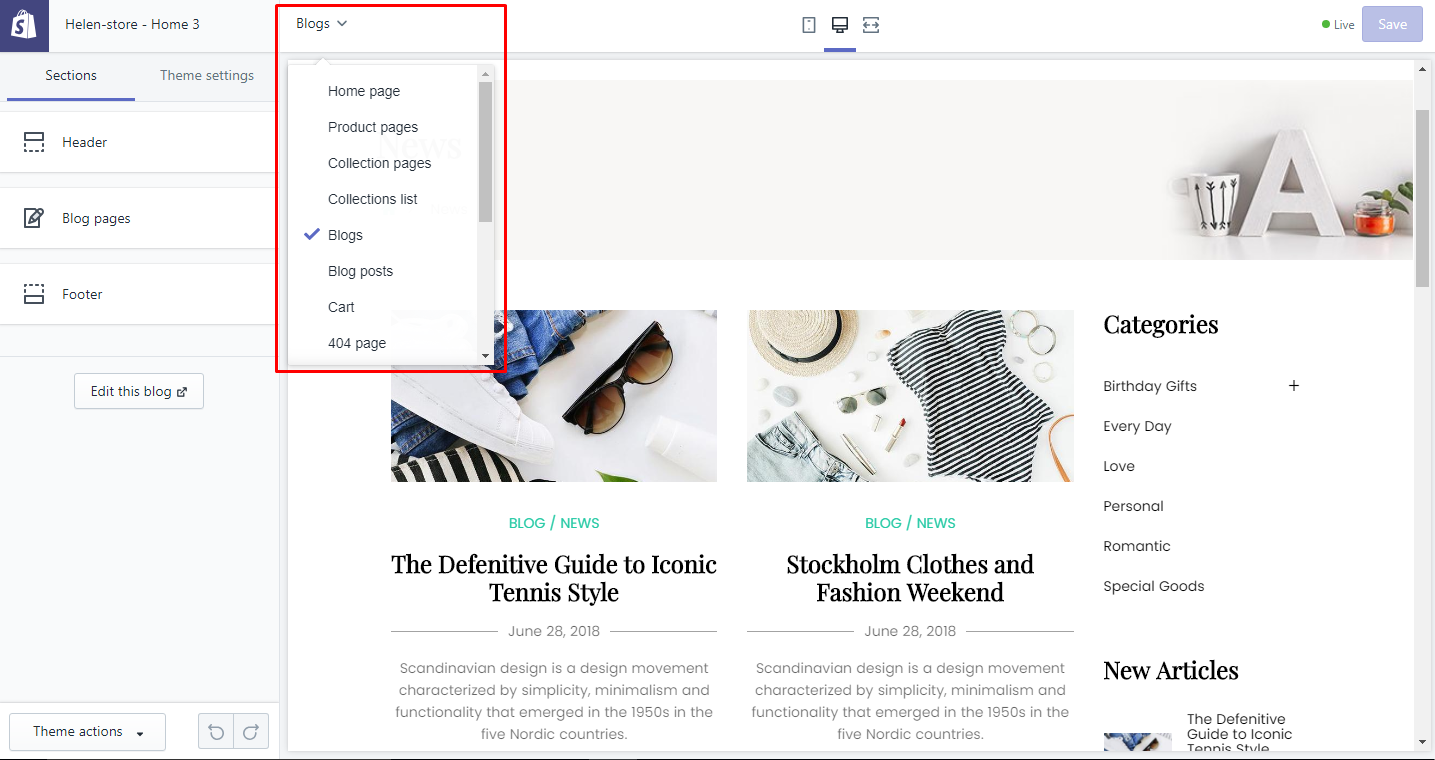 Helen-store - Home 3
Blogs
Live
Save
Sections
Theme settings
Header
Blog pages
Footer
Edit this blog
Theme actions
Home page
Product pages
Collection pages
Collections list
Blogs
Blog posts
Cart
404 page
News
A
BLOG / NEWS
The Defenitive Guide to Iconic
Tennis Style
June 28, 2018
Scandinavian design is a design movement
characterized by simplicity, minimalism and
functionality that emerged in the 1950s in the
five Nordic countries.
BLOG / NEWS
Stockholm Clothes and
Fashion Weekend
June 28, 2018
Scandinavian design is a design movement
characterized by simplicity, minimalism and
functionality that emerged in the 1950s in the
five Nordic countries.
Categories
Birthday Gifts +
Every Day
Love
Personal
Romantic
Special Goods
New Articles
The Defenitive
Guide to Iconic
Tennis Style